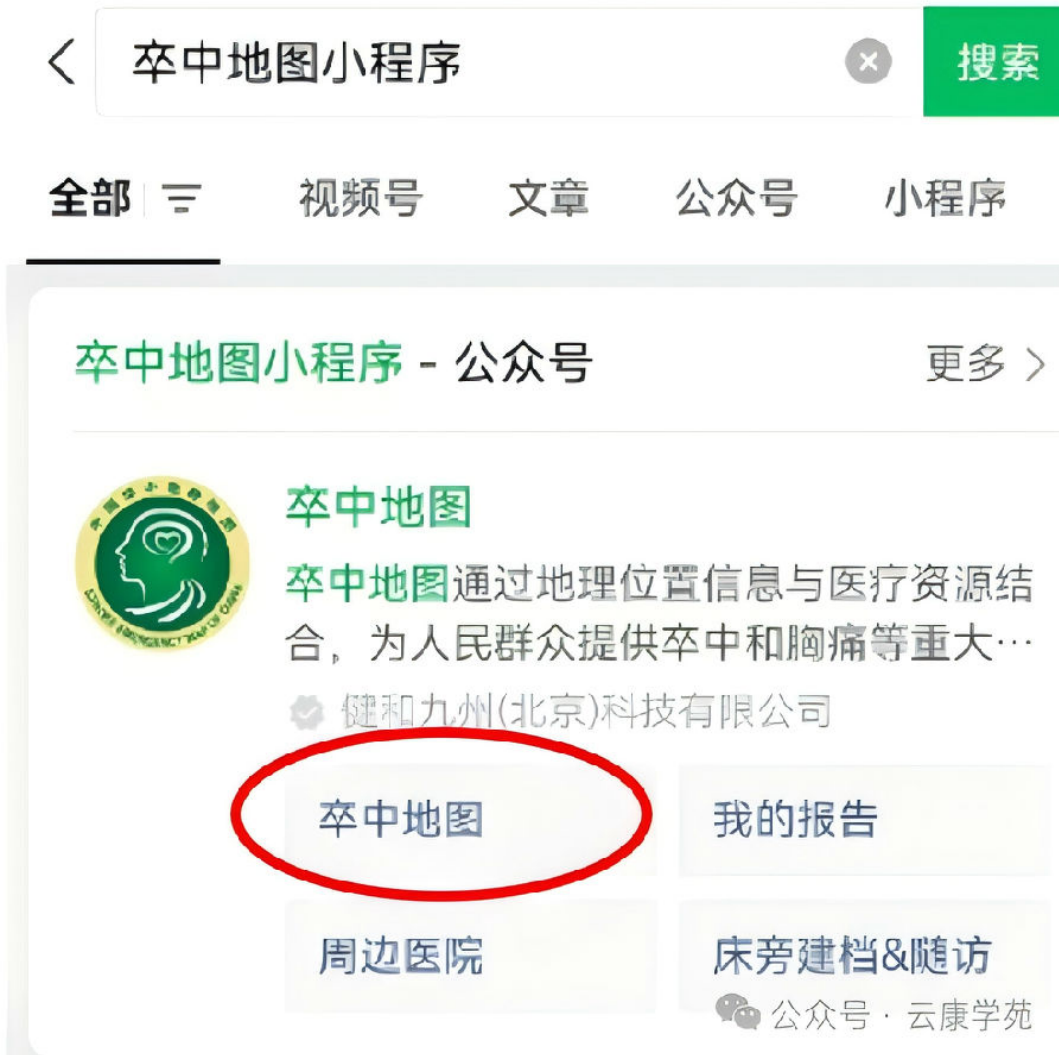 卒中地图小程序 搜索
全部 视频号 文章 公众号 小程序
卒中地图小程序 - 公众号 更多
卒中地图
卒中地图通过地理位置信息与医疗资源结
合，为人民群众提供卒中和胸痛等重大…
健和九州(北京)科技有限公司
卒中地图 我的报告
周边医院 床旁建档&随访
公众号 · 云康学苑